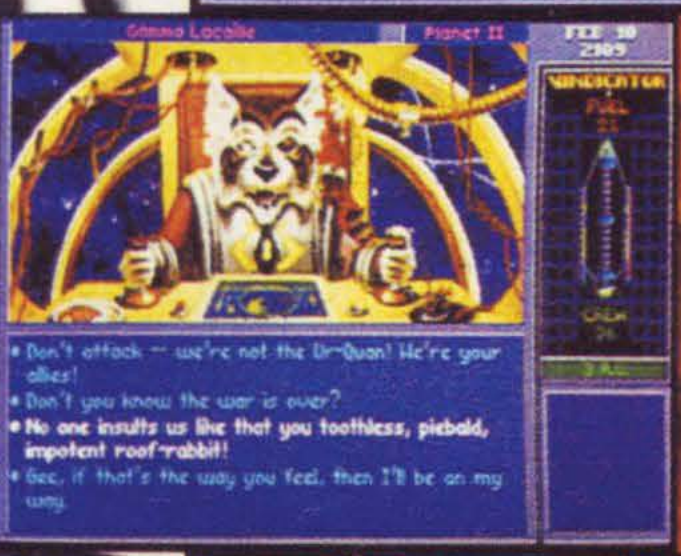 Gamma Lacaille
Planet II
FEB 10
2109
VINDICATOR
FUEL
CREW
• Don't attack -- we're not the Ur-Quan! We're your
allies!
• Don't you know the war is over?
• No one insults us like that you toothless, piebald,
impotent roof-rabbit!
• Gee, if that's the way you feel, then I'll be on my
way.